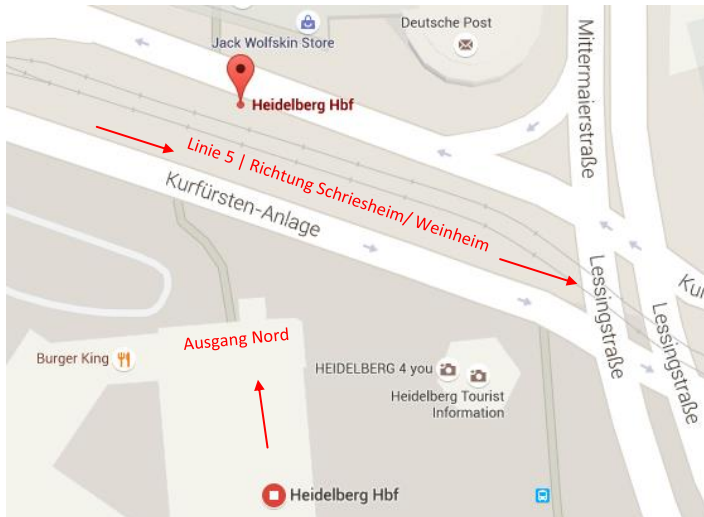 Jack Wolfskin Store
Deutsche Post
Mittermaierstraße
Heidelberg Hbf
Linie 5 | Richtung Schriesheim/ Weinheim
Kurfürsten-Anlage
Lessingstraße
Lessingstraße
Kur
Ausgang Nord
Burger King
HEIDELBERG 4 you
Heidelberg Tourist
Information
Heidelberg Hbf